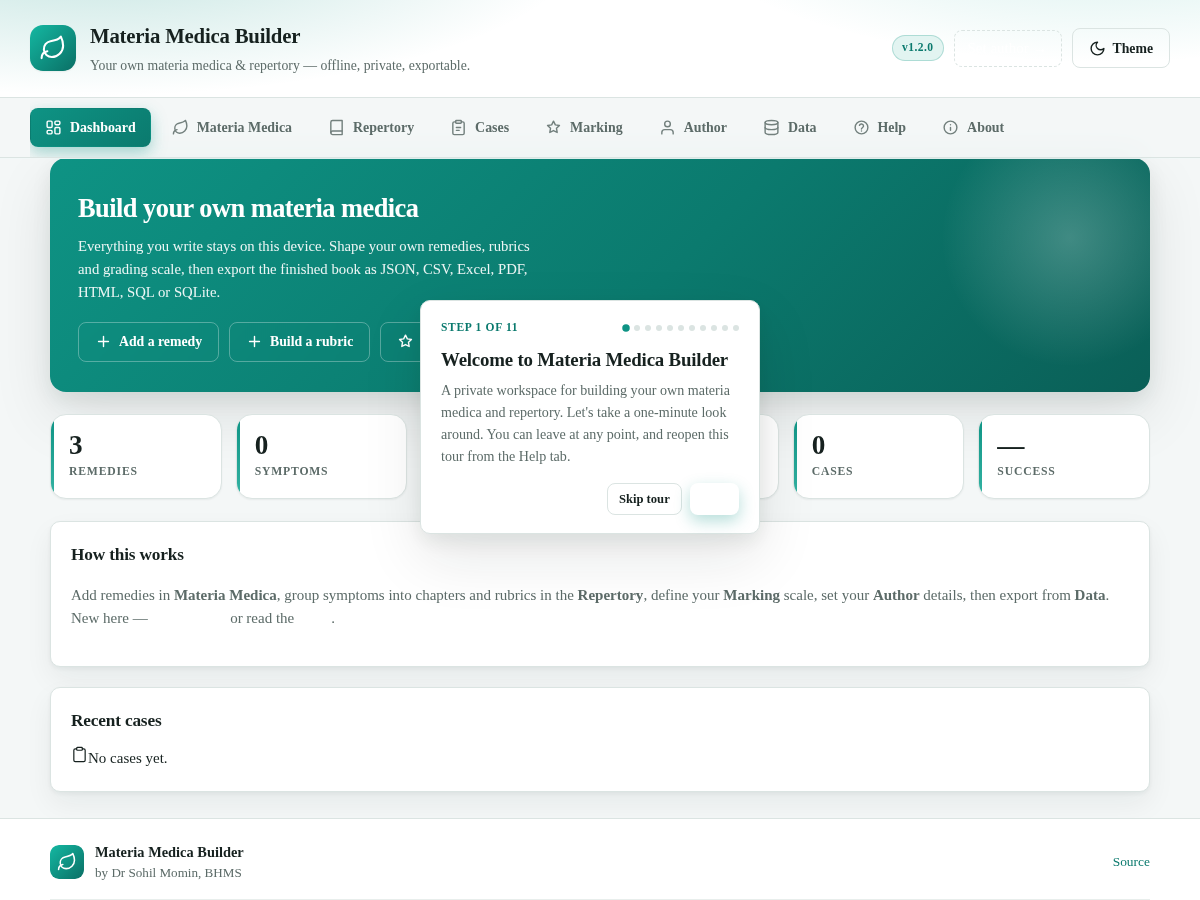 Materia Medica Builder
Your own materia medica & repertory — offline, private, exportable.
v1.2.0
Theme
Dashboard
Materia Medica
Repertory
Cases
Marking
Author
Data
Help
About
Build your own materia medica
Everything you write stays on this device. Shape your own remedies, rubrics
and grading scale, then export the finished book as JSON, CSV, Excel, PDF,
HTML, SQL or SQLite.
Add a remedy
Build a rubric
STEP 1 OF 11
Welcome to Materia Medica Builder
A private workspace for building your own materia
medica and repertory. Let's take a one-minute look
around. You can leave at any point, and reopen this
tour from the Help tab.
Skip tour
3
REMEDIES
0
SYMPTOMS
0
CASES
—
SUCCESS
How this works
Add remedies in Materia Medica, group symptoms into chapters and rubrics in the Repertory, define your Marking scale, set your Author details, then export from Data.
New here — or read the .
Recent cases
No cases yet.
Materia Medica Builder
by Dr Sohil Momin, BHMS
Source